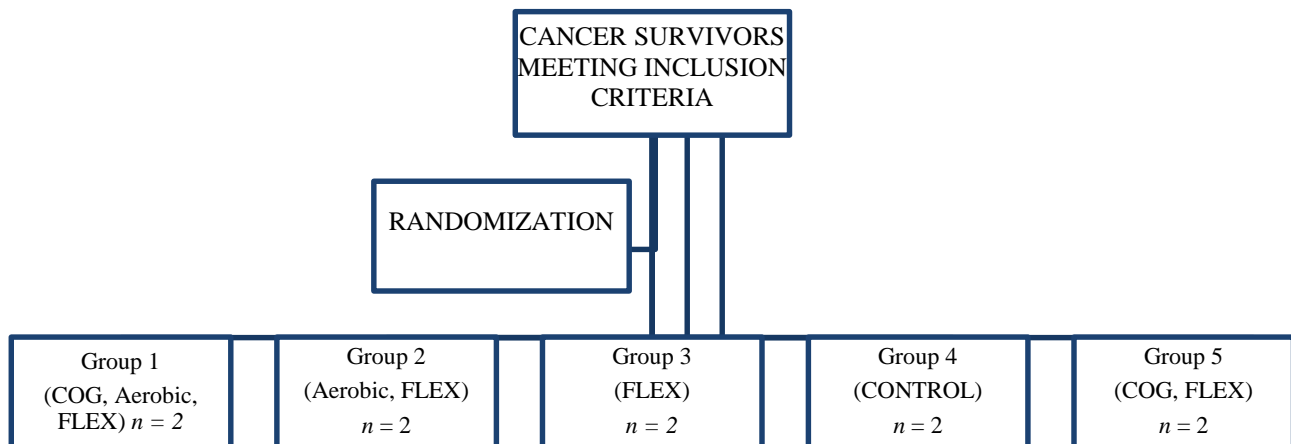 CANCER SURVIVORS
MEETING INCLUSION
CRITERIA
RANDOMIZATION
Group 1
(COG, Aerobic,
FLEX) n = 2
Group 2
(Aerobic, FLEX)
n = 2
Group 3
(FLEX)
n = 2
Group 4
(CONTROL)
n = 2
Group 5
(COG, FLEX)
n = 2